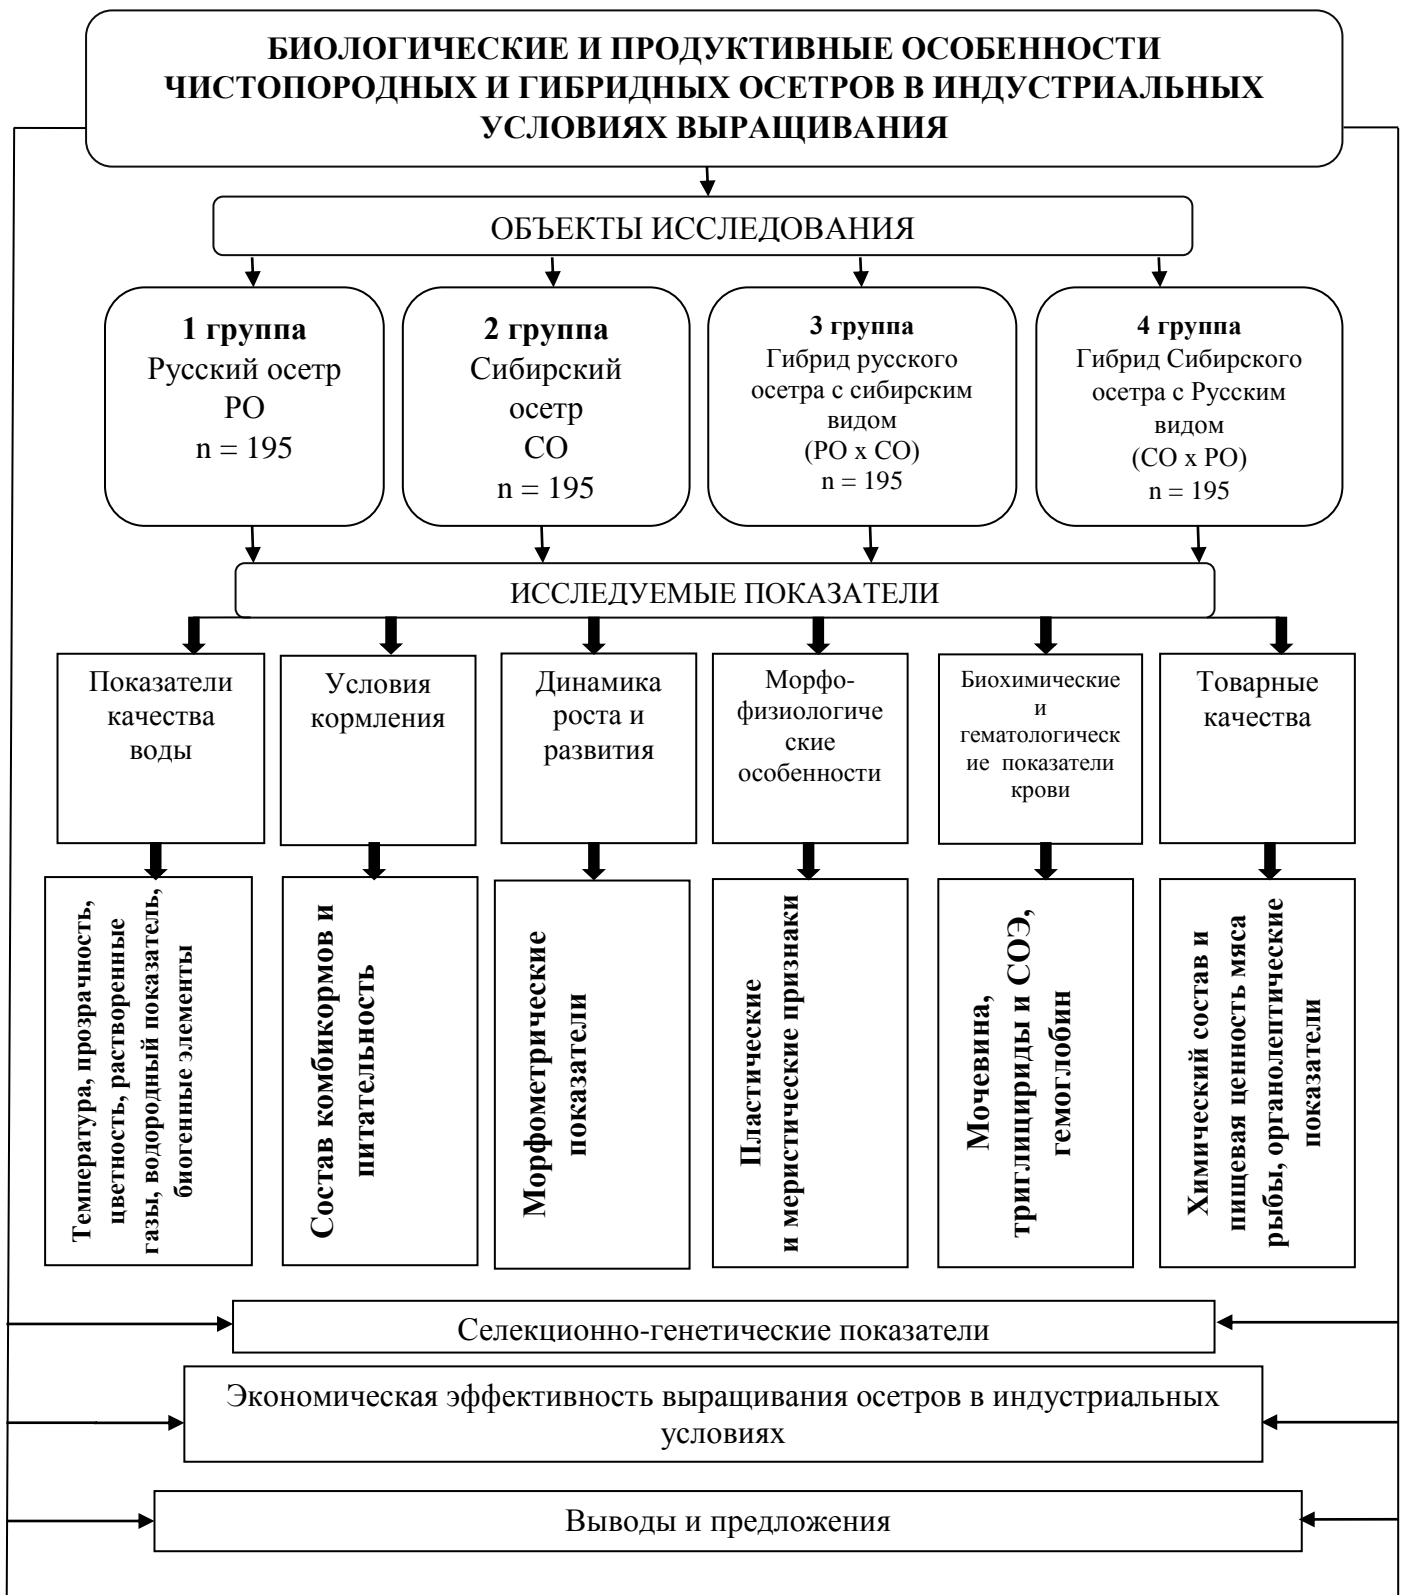 БИОЛОГИЧЕСКИЕ И ПРОДУКТИВНЫЕ ОСОБЕННОСТИ
ЧИСТОПОРОДНЫХ И ГИБРИДНЫХ ОСЕТРОВ В ИНДУСТРИАЛЬНЫХ
УСЛОВИЯХ ВЫРАЩИВАНИЯ
ОБЪЕКТЫ ИССЛЕДОВАНИЯ
1 группа
Русский осетр
РО
n = 195
2 группа
Сибирский
осетр
СО
n = 195
3 группа
Гибрид русского
осетра с сибирским
видом
(РО х СО)
n = 195
4 группа
Гибрид Сибирского
осетра с Русским
видом
(СО х РО)
n = 195
ИССЛЕДУЕМЫЕ ПОКАЗАТЕЛИ
Показатели
качества
воды
Условия
кормления
Динамика
роста и
развития
Морфо-
физиологиче
ские
особенности
Биохимические
и
гематологическ
ие показатели
крови
Товарные
качества
Температура, прозрачность,
цветность, растворенные
газы, водородный показатель,
биогенные элементы
Состав комбикормов и
питательность
Морфометрические
показатели
Пластические
и меристические признаки
Мочевина,
триглицириды и СОЭ,
гемоглобин
Химический состав и
пищевая ценность мяса
рыбы, органолептические
показатели
Селекционно-генетические показатели
Экономическая эффективность выращивания осетров в индустриальных
условиях
Выводы и предложения